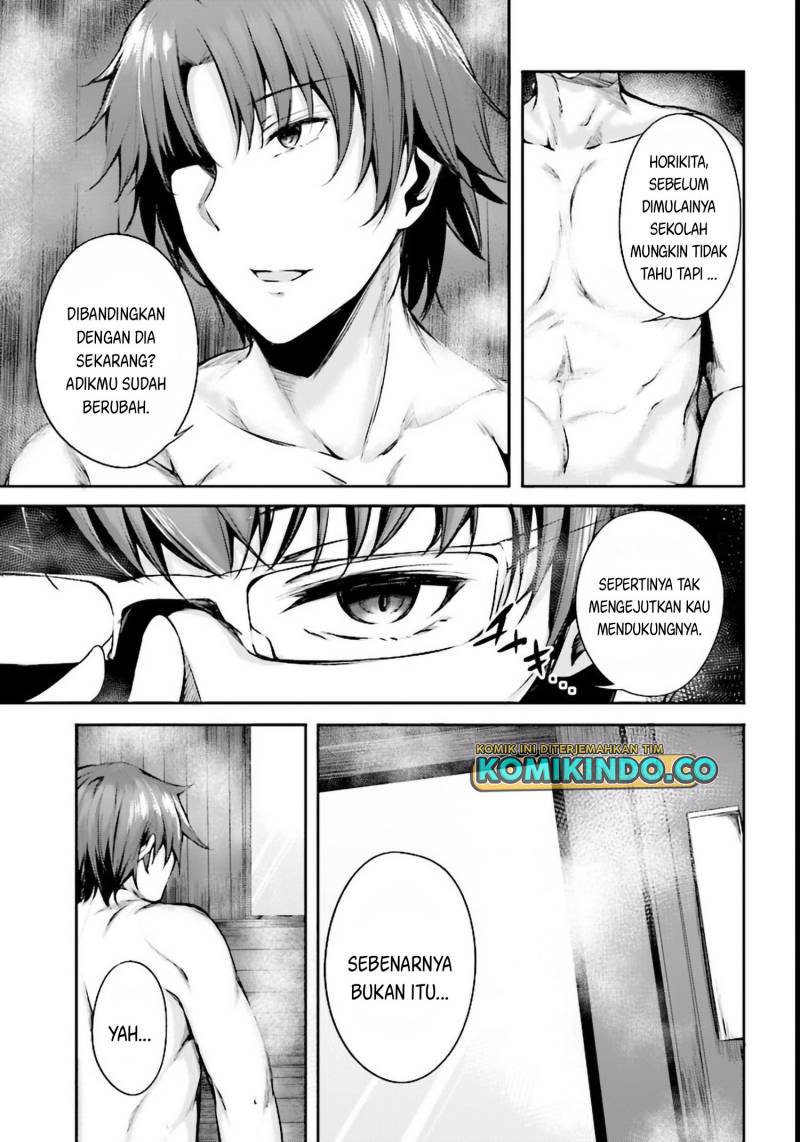 HORIKITA,
SEBELUM
DIMULAINYA
SEKOLAH
MUNGKIN TIDAK
TAHU TAPI ...
DIBANDINGKAN
DENGAN DIA
SEKARANG?
ADIKMU SUDAH
BERUBAH.
SEPERTINYA TAK
MENGEJUTKAN KAU
MENDUKUNGNYA.
KOMIK INI DITERJEMAHKAN TIM
KOMIKINDO.CO
SEBENARNYA
BUKAN ITU...
YAH...